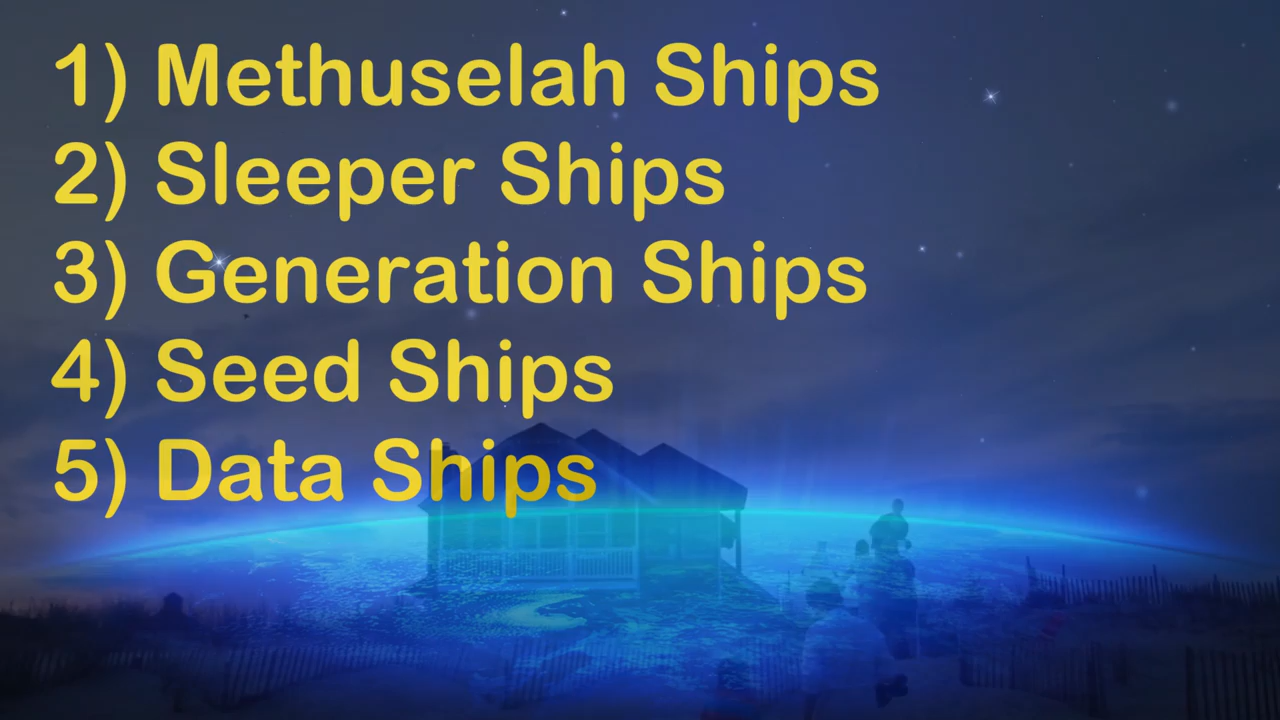 1) Methuselah Ships
2) Sleeper Ships
3) Generation Ships
4) Seed Ships
5) Data Ships